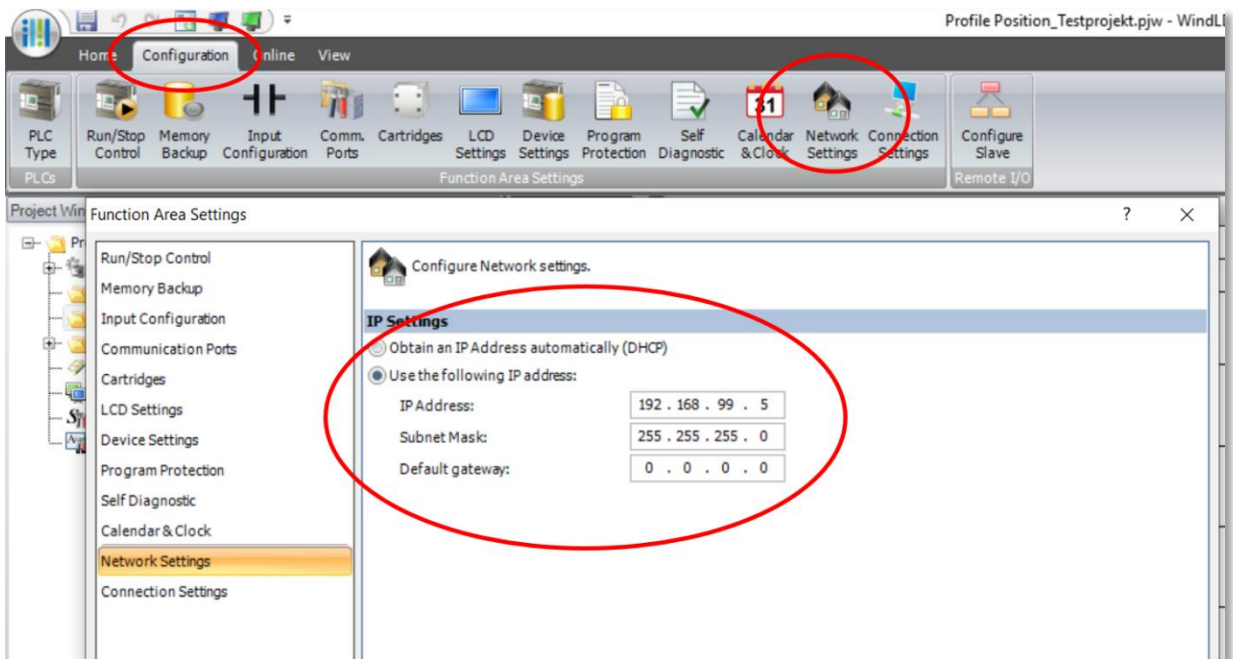 Profile Position_Testprojekt.pjw - WindL
Home Configuration Online View
PLC Type
Run/Stop Control
Memory Backup
Input Configuration
Comm. Ports
Cartridges
LCD Settings
Device Settings
Program Protection
Self Diagnostic
31
Calendar & Clock
Network Settings
Connection Settings
Configure Slave
PLCs
Function Area Settings
Remote I/O
Project Win
Function Area Settings
?
Pr
Run/Stop Control
Memory Backup
Input Configuration
Communication Ports
Cartridges
LCD Settings
Device Settings
Program Protection
Self Diagnostic
Calendar & Clock
Network Settings
Connection Settings
Configure Network settings.
IP Settings
Obtain an IP Address automatically (DHCP)
Use the following IP address:
IP Address: 192 . 168 . 99 . 5
Subnet Mask: 255 . 255 . 255 . 0
Default gateway: 0 . 0 . 0 . 0